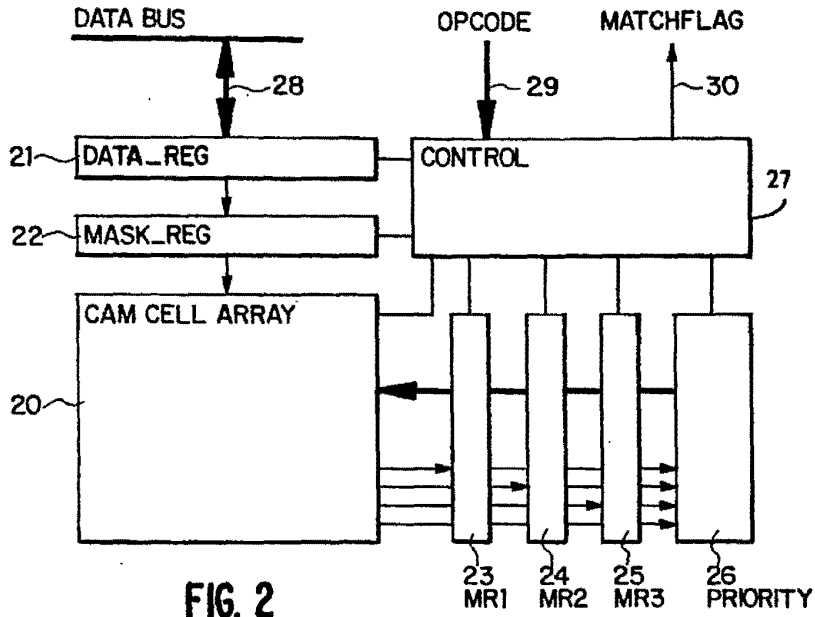 DATA BUS OPCODE MATCHFLAG
28 29 30
21 DATA_REG CONTROL
27
22 MASK_REG
CAM CELL ARRAY
20
23 24 25 26
MR1 MR2 MR3 PRIORITY
FIG. 2